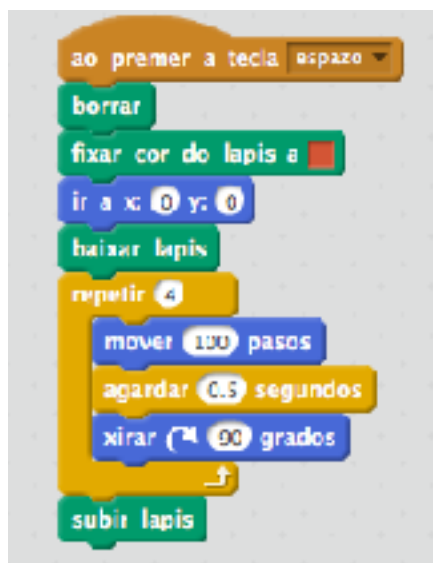 ao premer a tecla espazo
borrar
fixar cor do lapis a
ir a x: 0 y: 0
baixar lapis
repetir 4
mover 100 pasos
agardar 0.5 segundos
xirar 90 grados
subir lapis